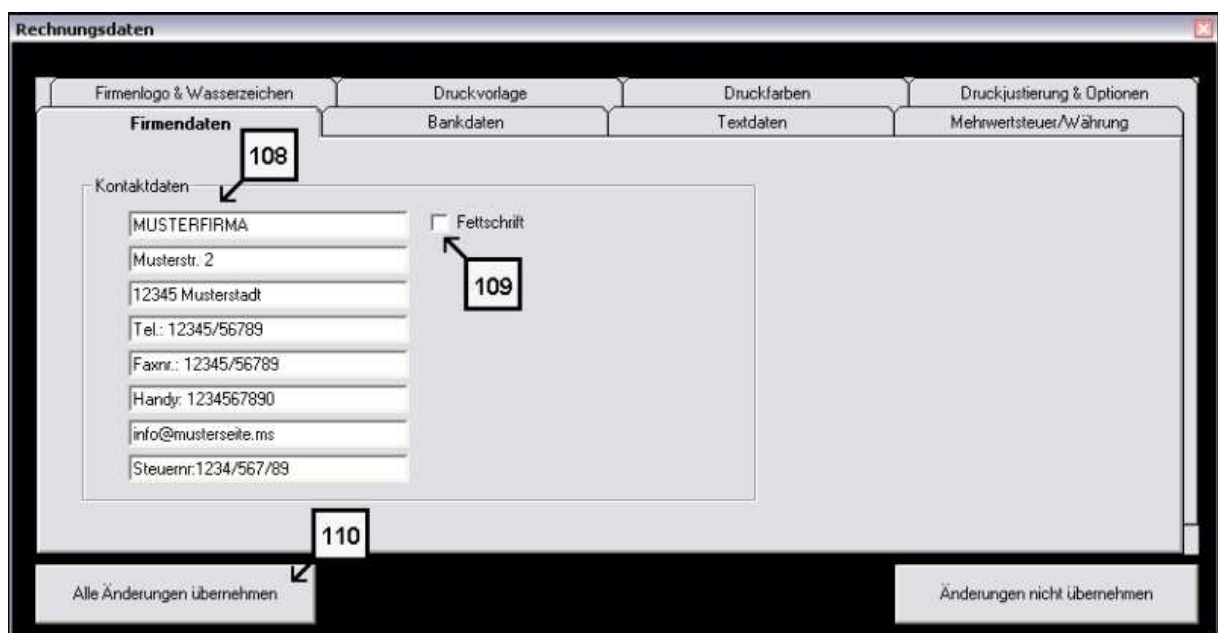 Rechnungsdaten
Firmenlogo & Wasserzeichen Druckvorlage Druckfarben Druckjustierung & Optionen
Firmendaten Bankdaten Textdaten Mehrwertsteuer/Währung
108
Kontaktdaten
MUSTERFIRMA Fettschrift
Musterstr. 2
109
12345 Musterstadt
Tel.: 12345/56789
Faxnr.: 12345/56789
Handy: 1234567890
info@musterseite.ms
Steuernr:1234/567/89
110
Alle Änderungen übernehmen Änderungen nicht übernehmen